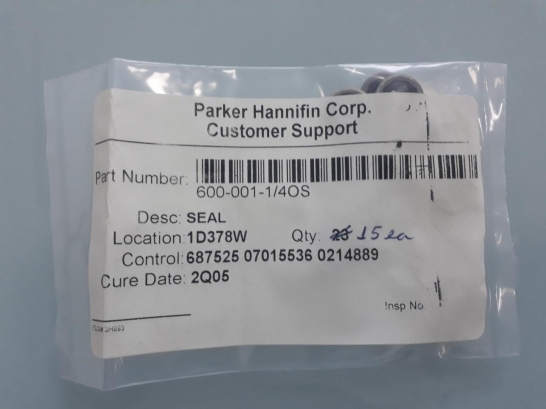 Parker Hannifin Corp.
Customer Support
Part Number:
600-001-1/4OS
Desc: SEAL
Location: 1D378W Qty: 15 ea
Control: 687525 07015536 0214889
Cure Date: 2Q05
Insp No.